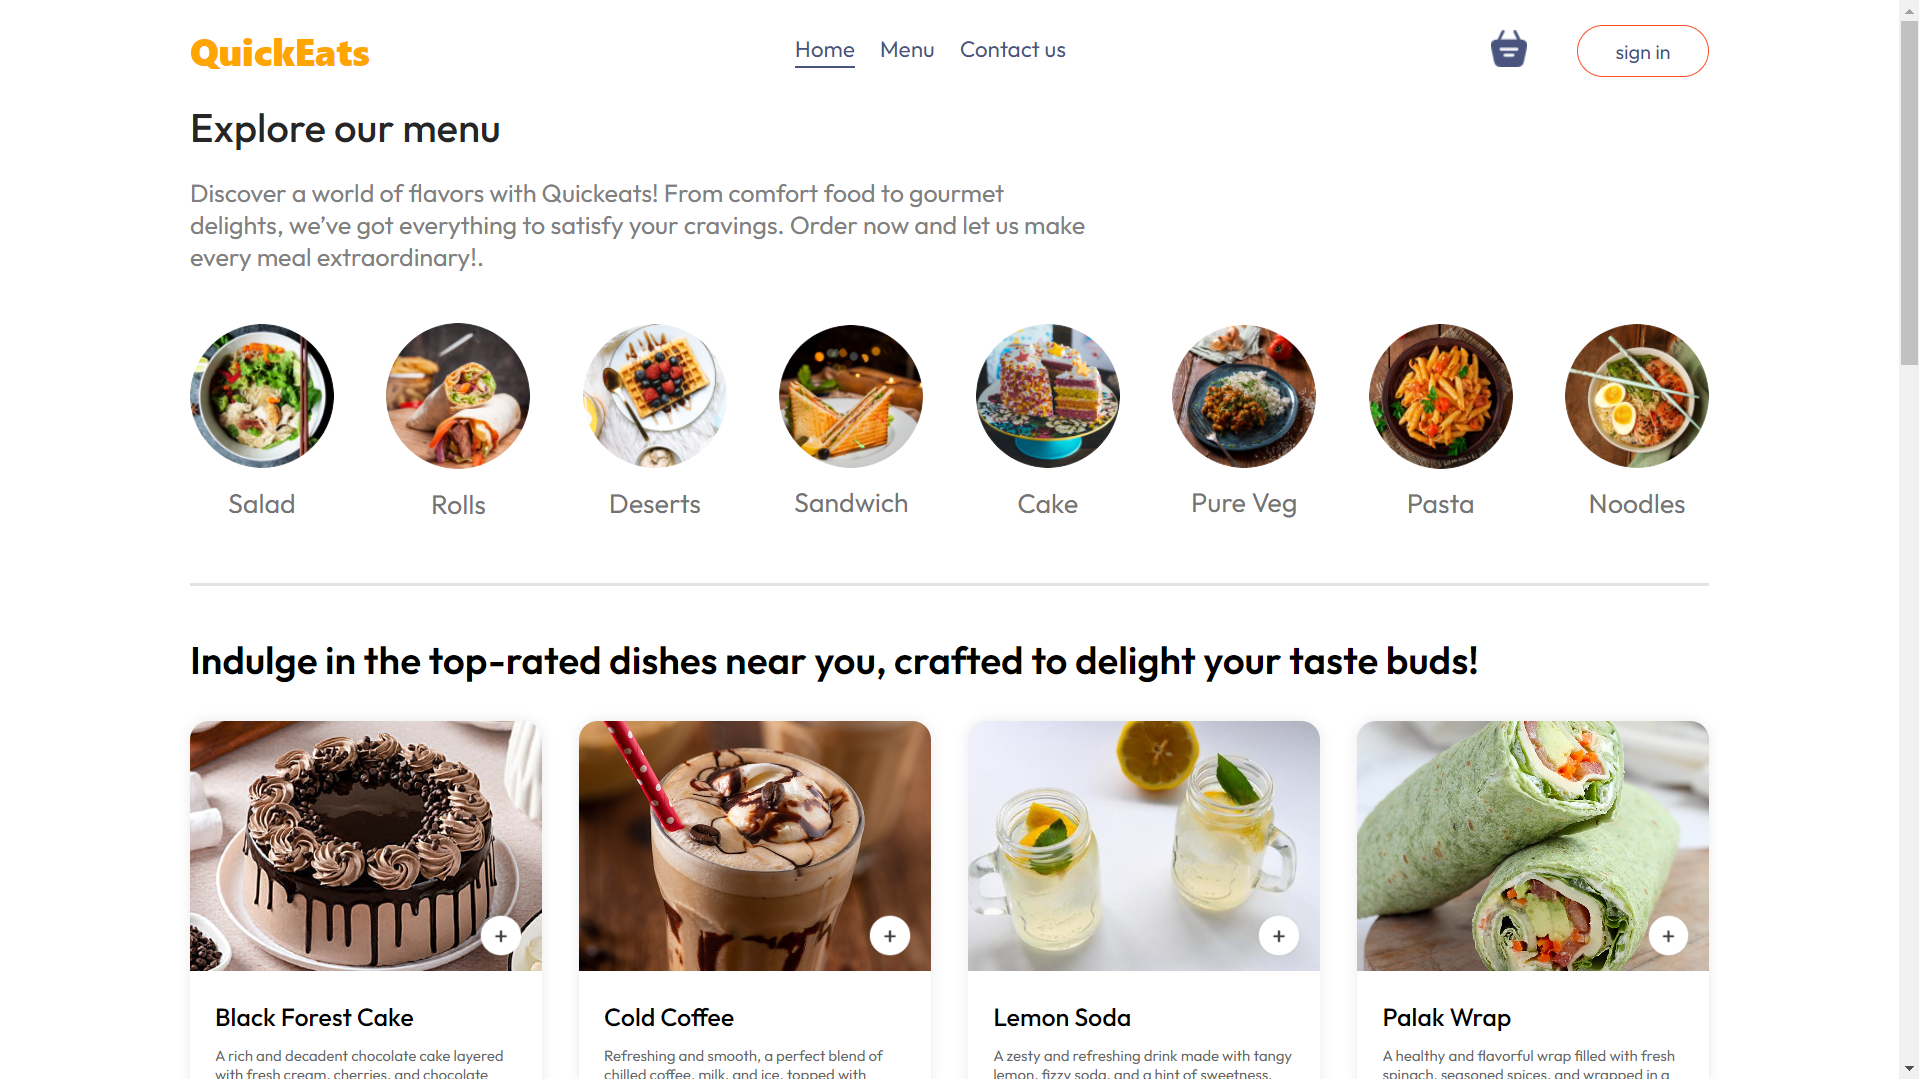 QuickEats
Home Menu Contact us
sign in
Explore our menu
Discover a world of flavors with Quickeats! From comfort food to gourmet
delights, we’ve got everything to satisfy your cravings. Order now and let us make
every meal extraordinary!.
Salad
Rolls
Deserts
Sandwich
Cake
Pure Veg
Pasta
Noodles
Indulge in the top-rated dishes near you, crafted to delight your taste buds!
+
+
+
+
Black Forest Cake
A rich and decadent chocolate cake layered
with fresh cream, cherries, and chocolate
Cold Coffee
Refreshing and smooth, a perfect blend of
chilled coffee, milk, and ice, topped with
Lemon Soda
A zesty and refreshing drink made with tangy
lemon, fizzy soda, and a hint of sweetness,
Palak Wrap
A healthy and flavorful wrap filled with fresh
spinach, seasoned spices, and wrapped in a